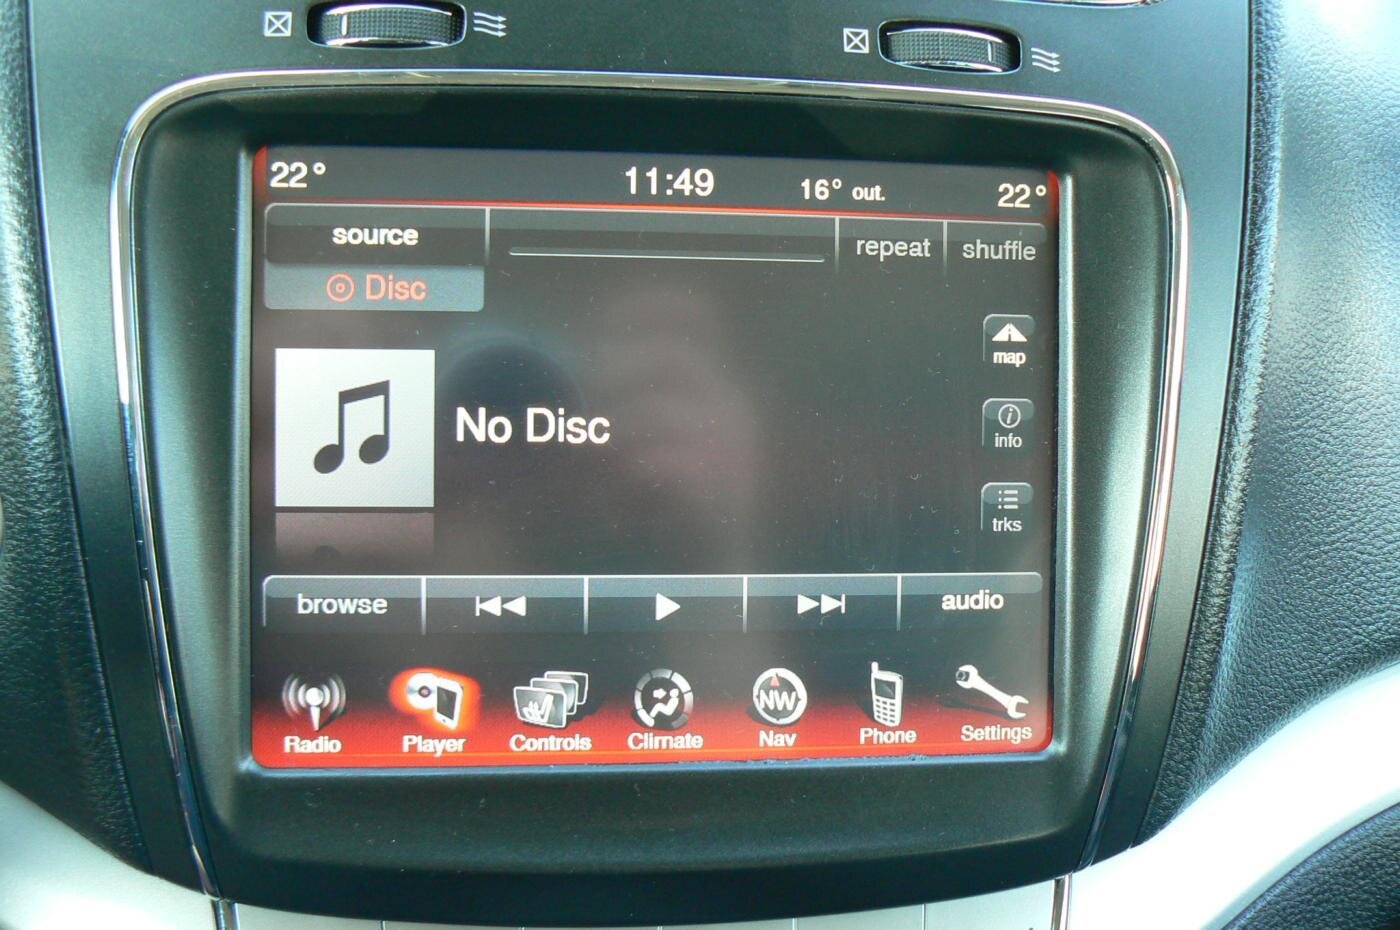 22° 11:49 16° out. 22°
source repeat shuffle
Disc
map
No Disc
info
trks
browse audio
NW
Radio Player Controls Climate Nav Phone Settings